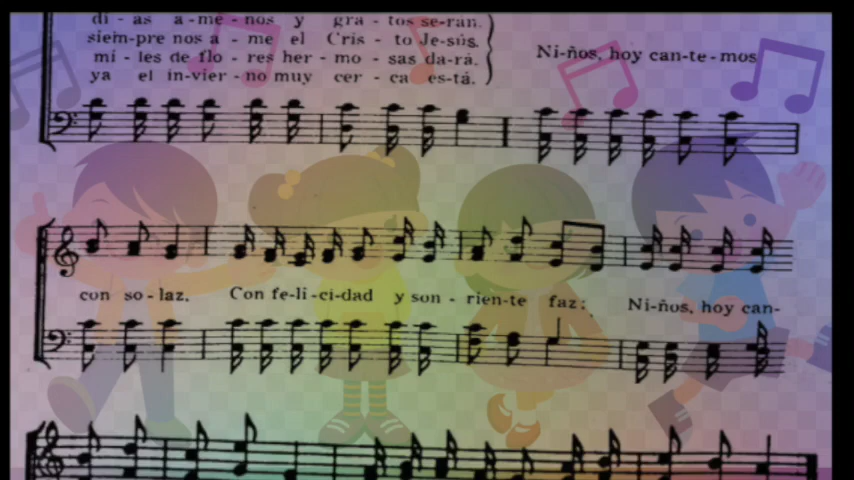 di - as a - me - nos y gra - tos se-ran.
siem-pre nos a - me el Cris - to Je-sús.
mi - les de flo - res her - mo - sas da-rá.
ya el in-vier - no muy cer - ca es-tá.
Ni-ños, hoy can-te-mos
con so-laz. Con fe-li-ci-dad y son - rien-te faz; Ni-ños, hoy can-